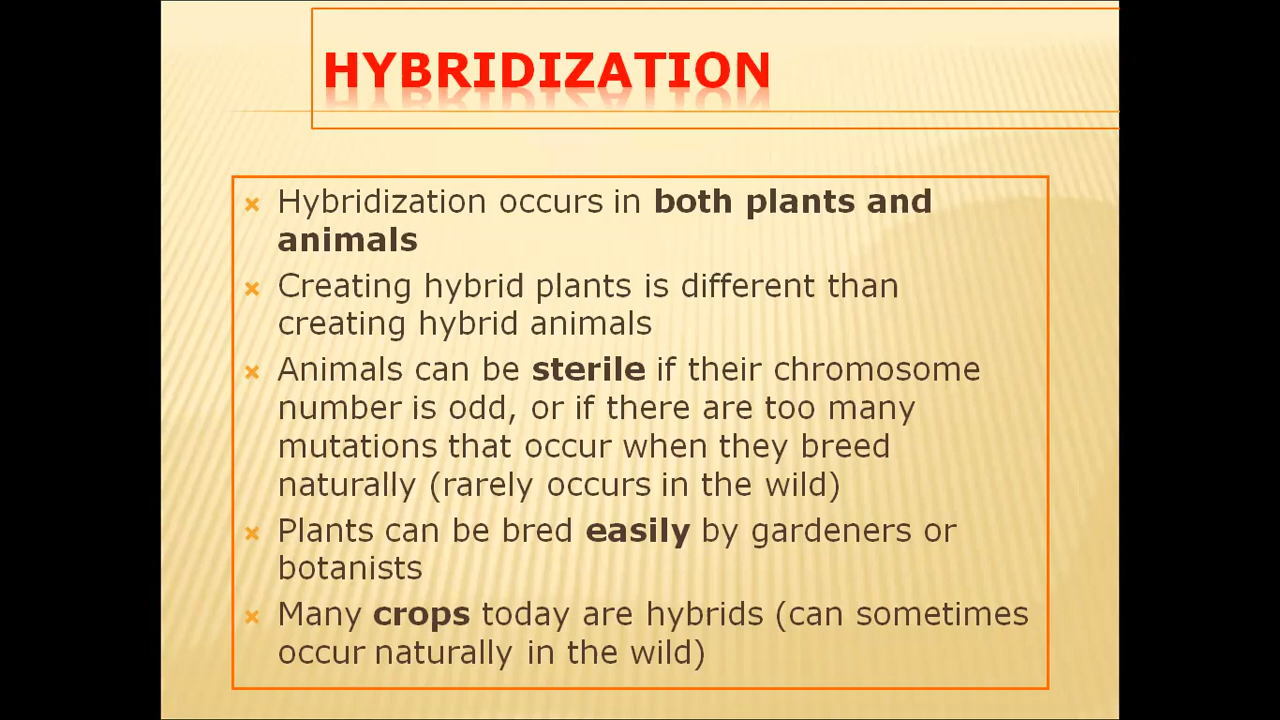 HYBRIDIZATION
Hybridization occurs in both plants and
animals
Creating hybrid plants is different than
creating hybrid animals
Animals can be sterile if their chromosome
number is odd, or if there are too many
mutations that occur when they breed
naturally (rarely occurs in the wild)
Plants can be bred easily by gardeners or
botanists
Many crops today are hybrids (can sometimes
occur naturally in the wild)